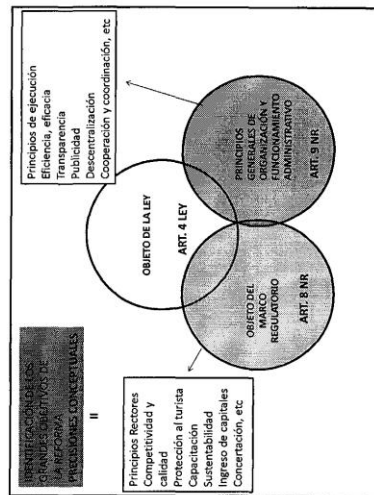 IDENTIFICACION DE LOS
GRANDES OBJETIVOS DE
LA REFORMA
PRECISIONES CONCEPTUALES
II
Principios de ejecución
Eficiencia, eficacia
Transparencia
Publicidad
Descentralización
Cooperación y coordinación, etc
OBJETO DE LA LEY
ART. 4 LEY
OBJETO DEL
MARCO
REGULATORIO
ART. 8 NR
PRINCIPIOS
GENERALES DE
ORGANIZACIÓN Y
FUNCIONAMIENTO
ADMINISTRATIVO
ART. 9 NR
Principios Rectores
Competitividad y
calidad
Protección al turista
Capacitación
Sustentabilidad
Ingreso de capitales
Concertación, etc